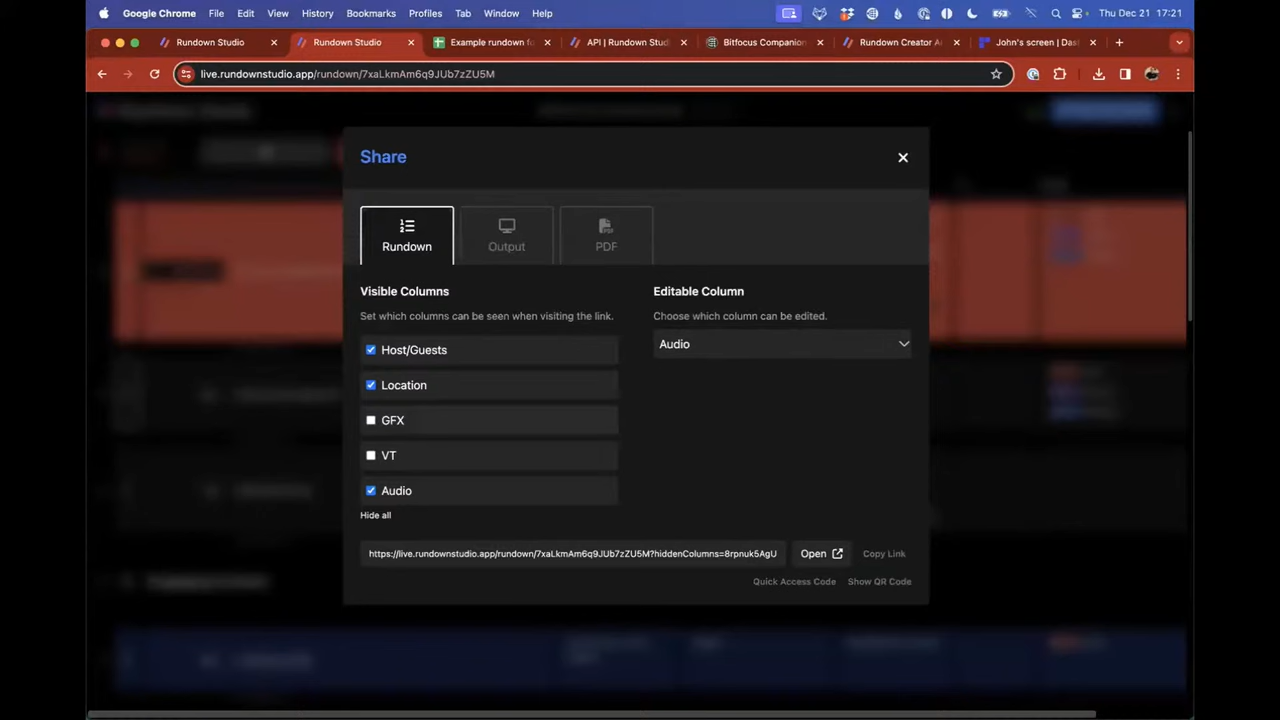 Google Chrome File Edit View History Bookmarks Profiles Tab Window Help Thu Dec 21 17:21
Rundown Studio Rundown Studio Example rundown fo API | Rundown Stud Bitfocus Companion Rundown Creator A John's screen | Das
live.rundownstudio.app/rundown/7xaLkmAm6q9JUb7zZU5M
Share
Rundown Output PDF
Visible Columns
Set which columns can be seen when visiting the link.
Host/Guests
Location
GFX
VT
Audio
Hide all
Editable Column
Choose which column can be edited.
Audio
https://live.rundownstudio.app/rundown/7xaLkmAm6q9JUb7zZU5M?hiddenColumns=8rpnuk5AgU
Open
Copy Link
Quick Access Code Show QR Code